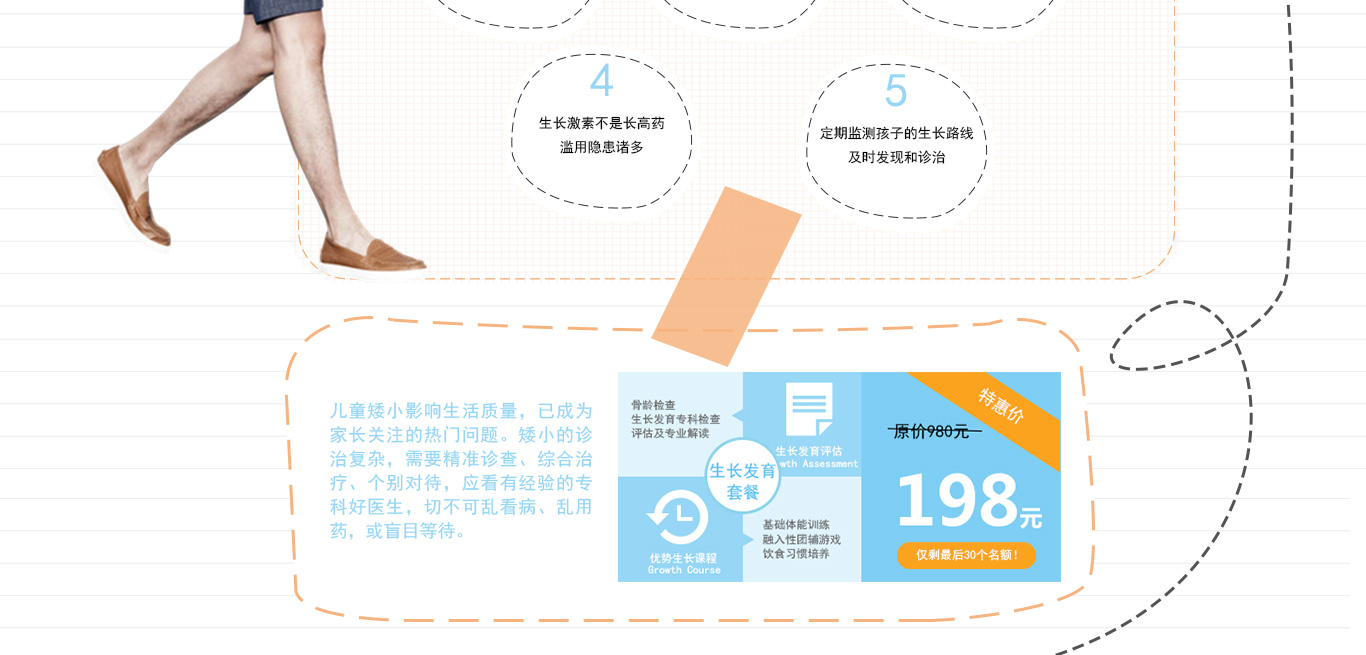 4
生长激素不是长高药
滥用隐患诸多
5
定期监测孩子的生长路线
及时发现和诊治
儿童矮小影响生活质量，已成为
家长关注的热门问题。矮小的诊
治复杂，需要精准诊查、综合治
疗、个别对待，应看有经验的专
科好医生，切不可乱看病、乱用
药，或盲目等待。
骨龄检查
生长发育专科检查
评估及专业解读
生长发育评估
wth Assessment
生长发育
套餐
优势生长课程
Growth Course
基础体能训练
融入性团辅游戏
饮食习惯培养
特惠价
原价980元
198元
仅剩最后30个名额！